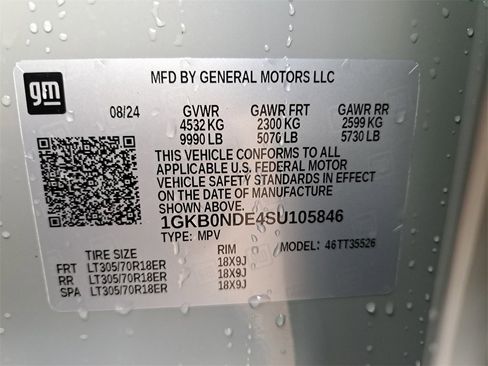 gm
MFD BY GENERAL MOTORS LLC
08/24 GVWR GAWR FRT GAWR RR
4532 KG 2300 KG 2599 KG
9990 LB 5070 LB 5730 LB
THIS VEHICLE CONFORMS TO ALL
APPLICABLE U.S. FEDERAL MOTOR
VEHICLE SAFETY STANDARDS IN EFFECT
ON THE DATE OF MANUFACTURE
SHOWN ABOVE.
1GKB0NDE4SU105846
TYPE: MPV MODEL: 46TT35526
TIRE SIZE RIM
FRT LT305/70R18ER 18X9J
RR LT305/70R18ER 18X9J
SPA LT305/70R18ER 18X9J